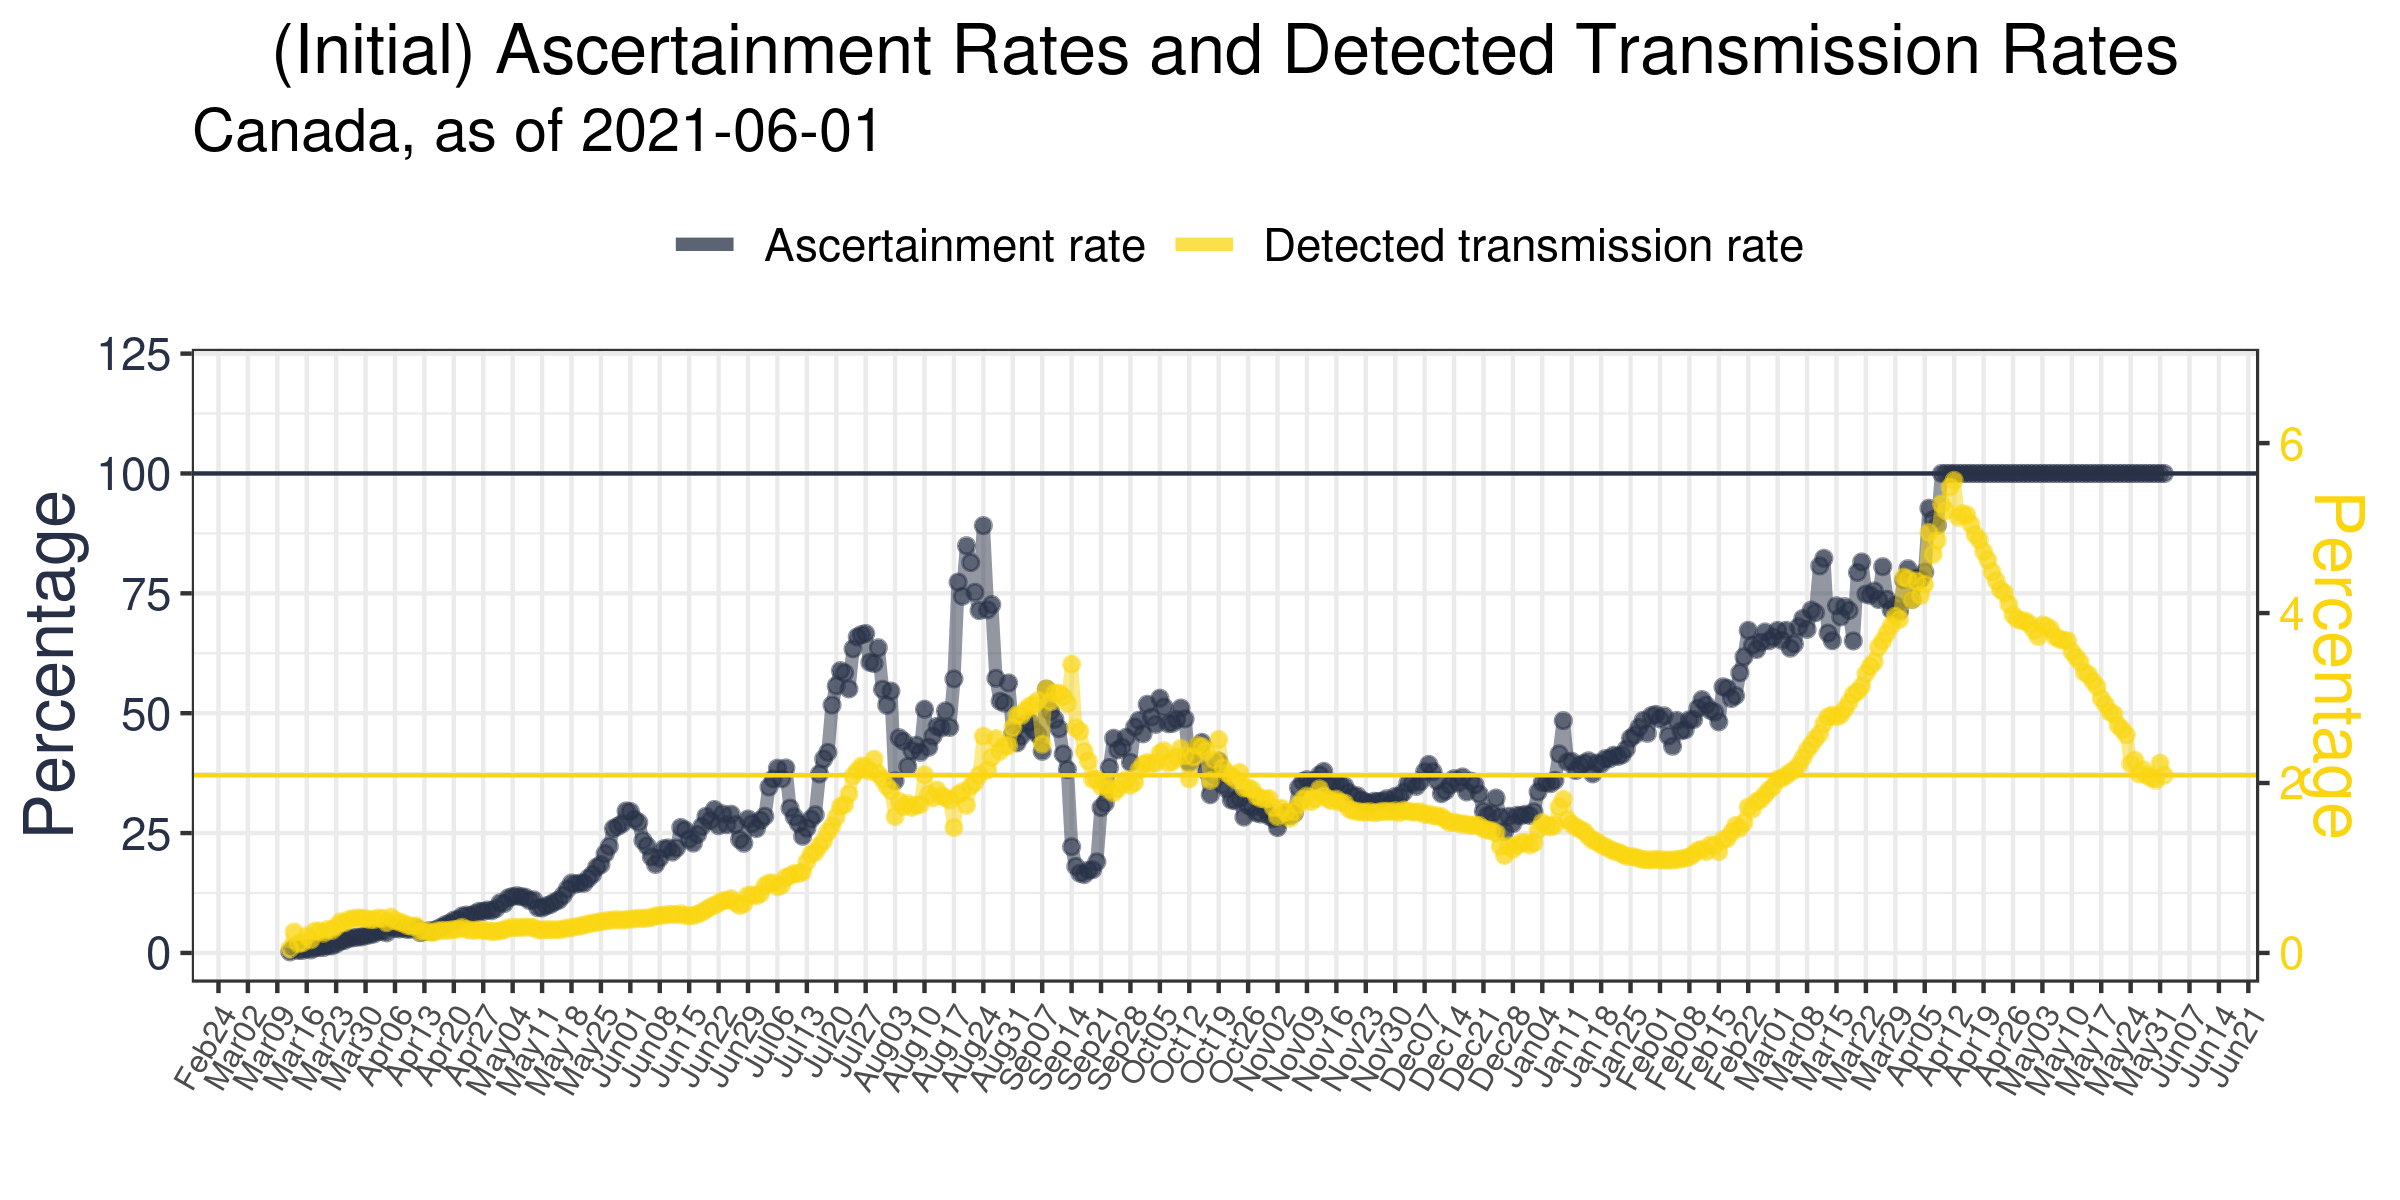 (Initial) Ascertainment Rates and Detected Transmission Rates
Canada, as of 2021-06-01
Ascertainment rate
Detected transmission rate
Percentage
125
100
75
50
25
0
6
4
2
0
Percentage
Feb24
Mar02
Mar09
Mar16
Mar23
Mar30
Apr06
Apr13
Apr20
Apr27
May04
May11
May18
May25
Jun01
Jun08
Jun15
Jun22
Jun29
Jul06
Jul13
Jul20
Jul27
Aug03
Aug10
Aug17
Aug24
Aug31
Sep07
Sep14
Sep21
Sep28
Oct05
Oct12
Oct19
Oct26
Nov02
Nov09
Nov16
Nov23
Nov30
Dec07
Dec14
Dec21
Dec28
Jan04
Jan11
Jan18
Jan25
Feb01
Feb08
Feb15
Feb22
Mar01
Mar08
Mar15
Mar22
Mar29
Apr05
Apr12
Apr19
Apr26
May03
May10
May17
May24
May31
Jun07
Jun14
Jun21